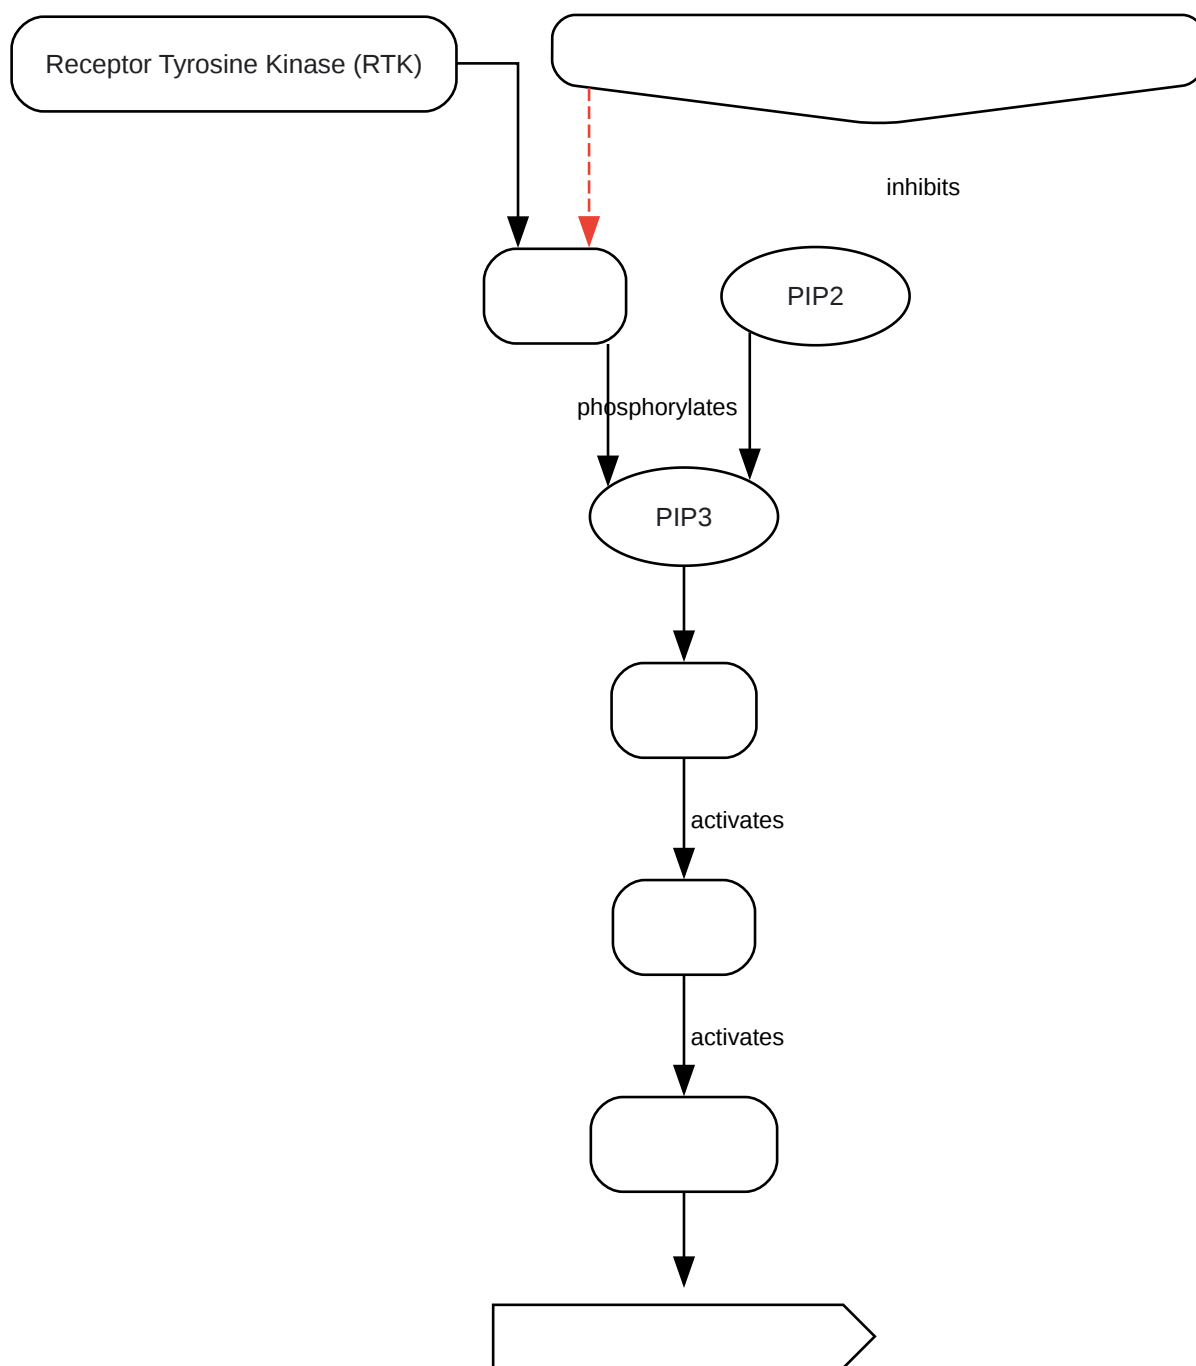 Receptor Tyrosine Kinase (RTK)
inhibits
PIP2
phosphorylates
PIP3
activates
activates